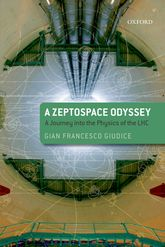 OXFORD
A ZEPTOSPACE ODYSSEY
A Journey into the Physics of the LHC
GIAN FRANCESCO GIUDICE